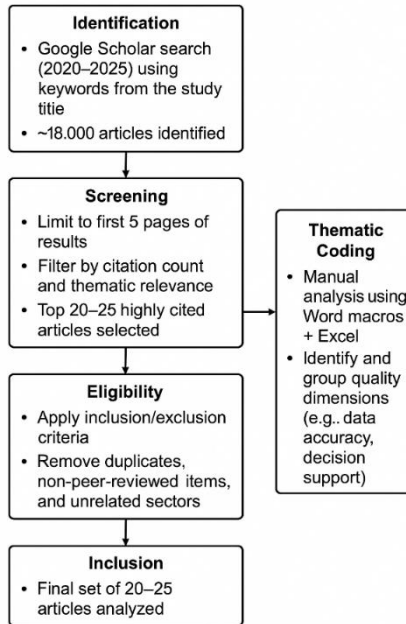 Identification
• Google Scholar search
(2020–2025) using
keywords from the study
titie
• ~18.000 articles identified
Screening
• Limit to first 5 pages of
results
• Filter by citation count
and thematic relevance
• Top 20–25 highly cited
articles selected
Thematic
Coding
• Manual
analysis using
Word macros
+ Excel
• Identify and
group quality
dimensions
(e.g.. data
accuracy,
decision
support)
Eligibility
• Apply inclusion/exclusion
criteria
• Remove duplicates,
non-peer-reviewed items,
and unrelated sectors
Inclusion
• Final set of 20–25
articles analyzed